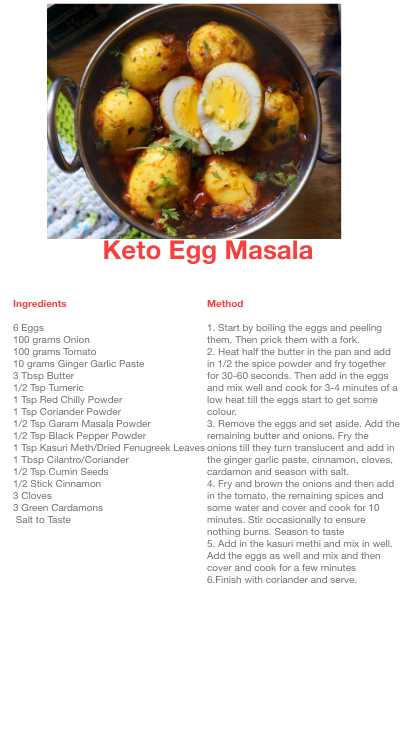 Keto Egg Masala
Ingredients
6 Eggs
100 grams Onion
100 grams Tomato
10 grams Ginger Garlic Paste
3 Tbsp Butter
1/2 Tsp Tumeric
1 Tsp Red Chilly Powder
1 Tsp Coriander Powder
1/2 Tsp Garam Masala Powder
1/2 Tsp Black Pepper Powder
1 Tsp Kasuri Meth/Dried Fenugreek Leaves
1 Tbsp Cilantro/Coriander
1/2 Tsp Cumin Seeds
1/2 Stick Cinnamon
3 Cloves
3 Green Cardamons
Salt to Taste
Method
1. Start by boiling the eggs and peeling
them. Then prick them with a fork.
2. Heat half the butter in the pan and add
in 1/2 the spice powder and fry together
for 30-60 seconds. Then add in the eggs
and mix well and cook for 3-4 minutes of a
low heat till the eggs start to get some
colour.
3. Remove the eggs and set aside. Add the
remaining butter and onions. Fry the
onions till they turn translucent and add in
the ginger garlic paste, cinnamon, cloves,
cardamon and season with salt.
4. Fry and brown the onions and then add
in the tomato, the remaining spices and
some water and cover and cook for 10
minutes. Stir occasionally to ensure
nothing burns. Season to taste
5. Add in the kasuri methi and mix in well.
Add the eggs as well and mix and then
cover and cook for a few minutes
6.Finish with coriander and serve.